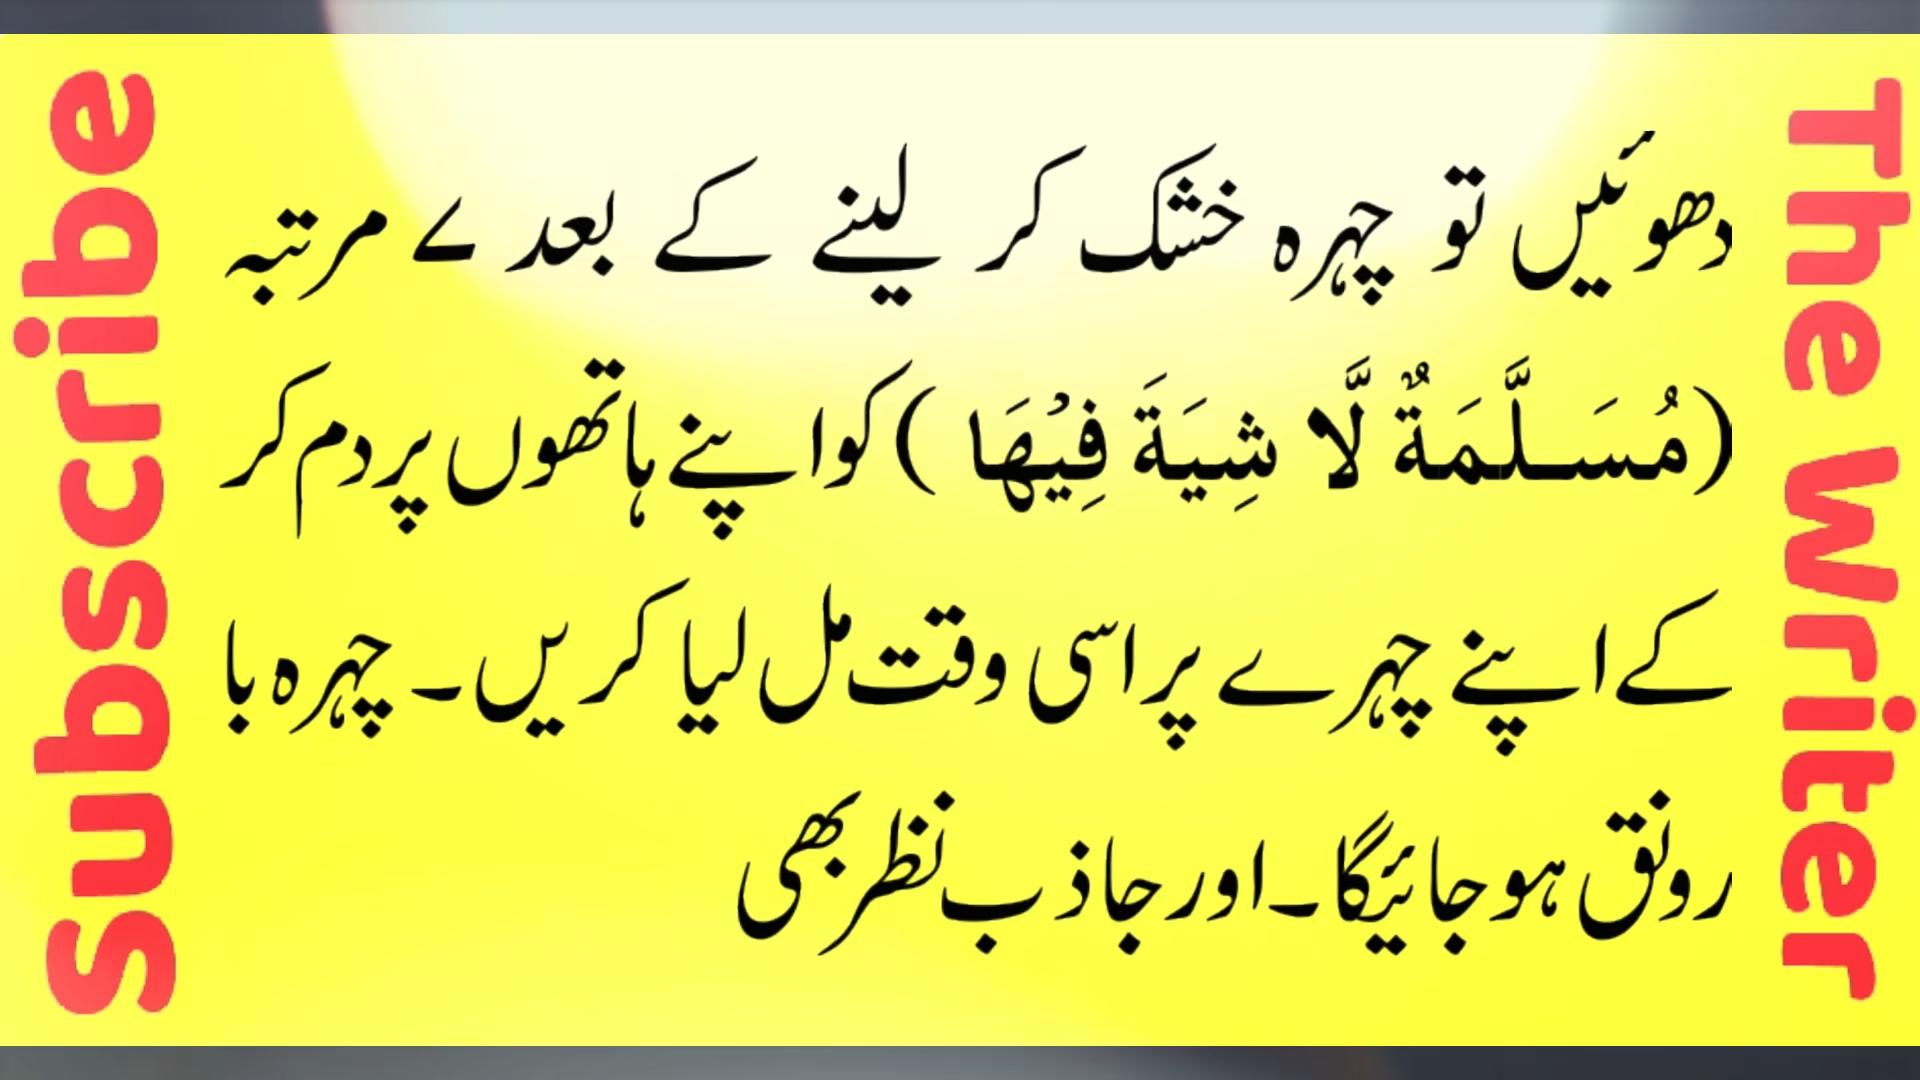 دھوئیں تو چہرہ خشک کر لینے کے بعد ۷ مرتبہ
(مُسَلَّمَةٌ لَّا شِيَةَ فِيْهَا )کو اپنے ہاتھوں پر دم کر
کے اپنے چہرے پر اسی وقت مل لیا کریں۔ چہرہ با
رونق ہو جائیگا۔ اور جاذب نظر بھی
Subscribe
The Writer